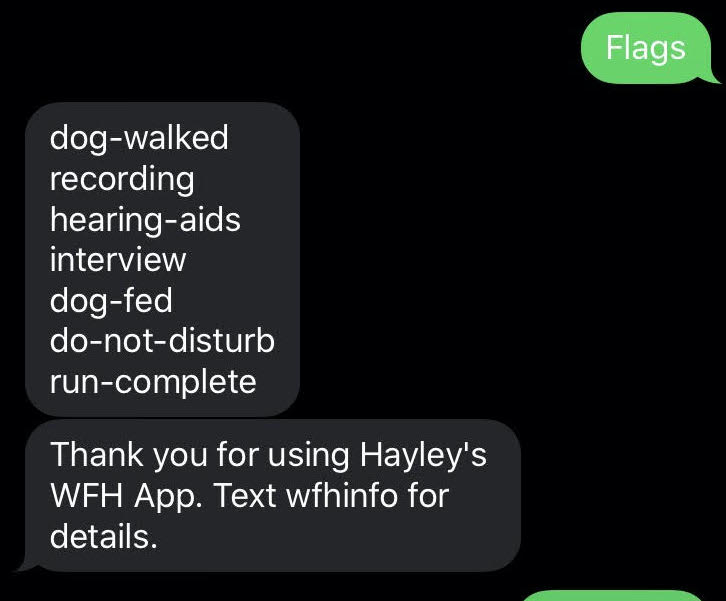 Flags
dog-walked
recording
hearing-aids
interview
dog-fed
do-not-disturb
run-complete
Thank you for using Hayley's
WFH App. Text wfhinfo for
details.